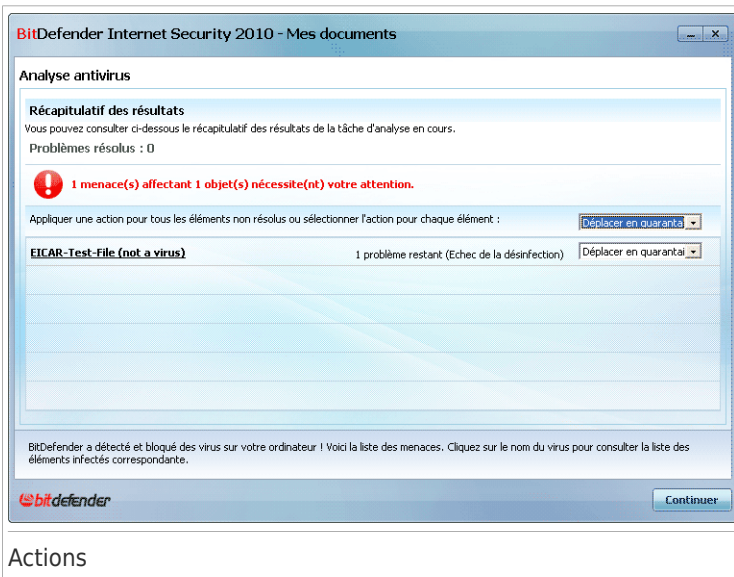 BitDefender Internet Security 2010 - Mes documents
Analyse antivirus
Récapitulatif des résultats
Vous pouvez consulter ci-dessous le récapitulatif des résultats de la tâche d'analyse en cours.
Problèmes résolus : 0
1 menace(s) affectant 1 objet(s) nécessite(nt) votre attention.
Appliquer une action pour tous les éléments non résolus ou sélectionner l'action pour chaque élément :
Déplacer en quaranta
EICAR-Test-File (not a virus)
1 problème restant (Echec de la désinfection)
Déplacer en quarantai
BitDefender a détecté et bloqué des virus sur votre ordinateur ! Voici la liste des menaces. Cliquez sur le nom du virus pour consulter la liste des
éléments infectés correspondante.
bitdefender
Continuer
Actions